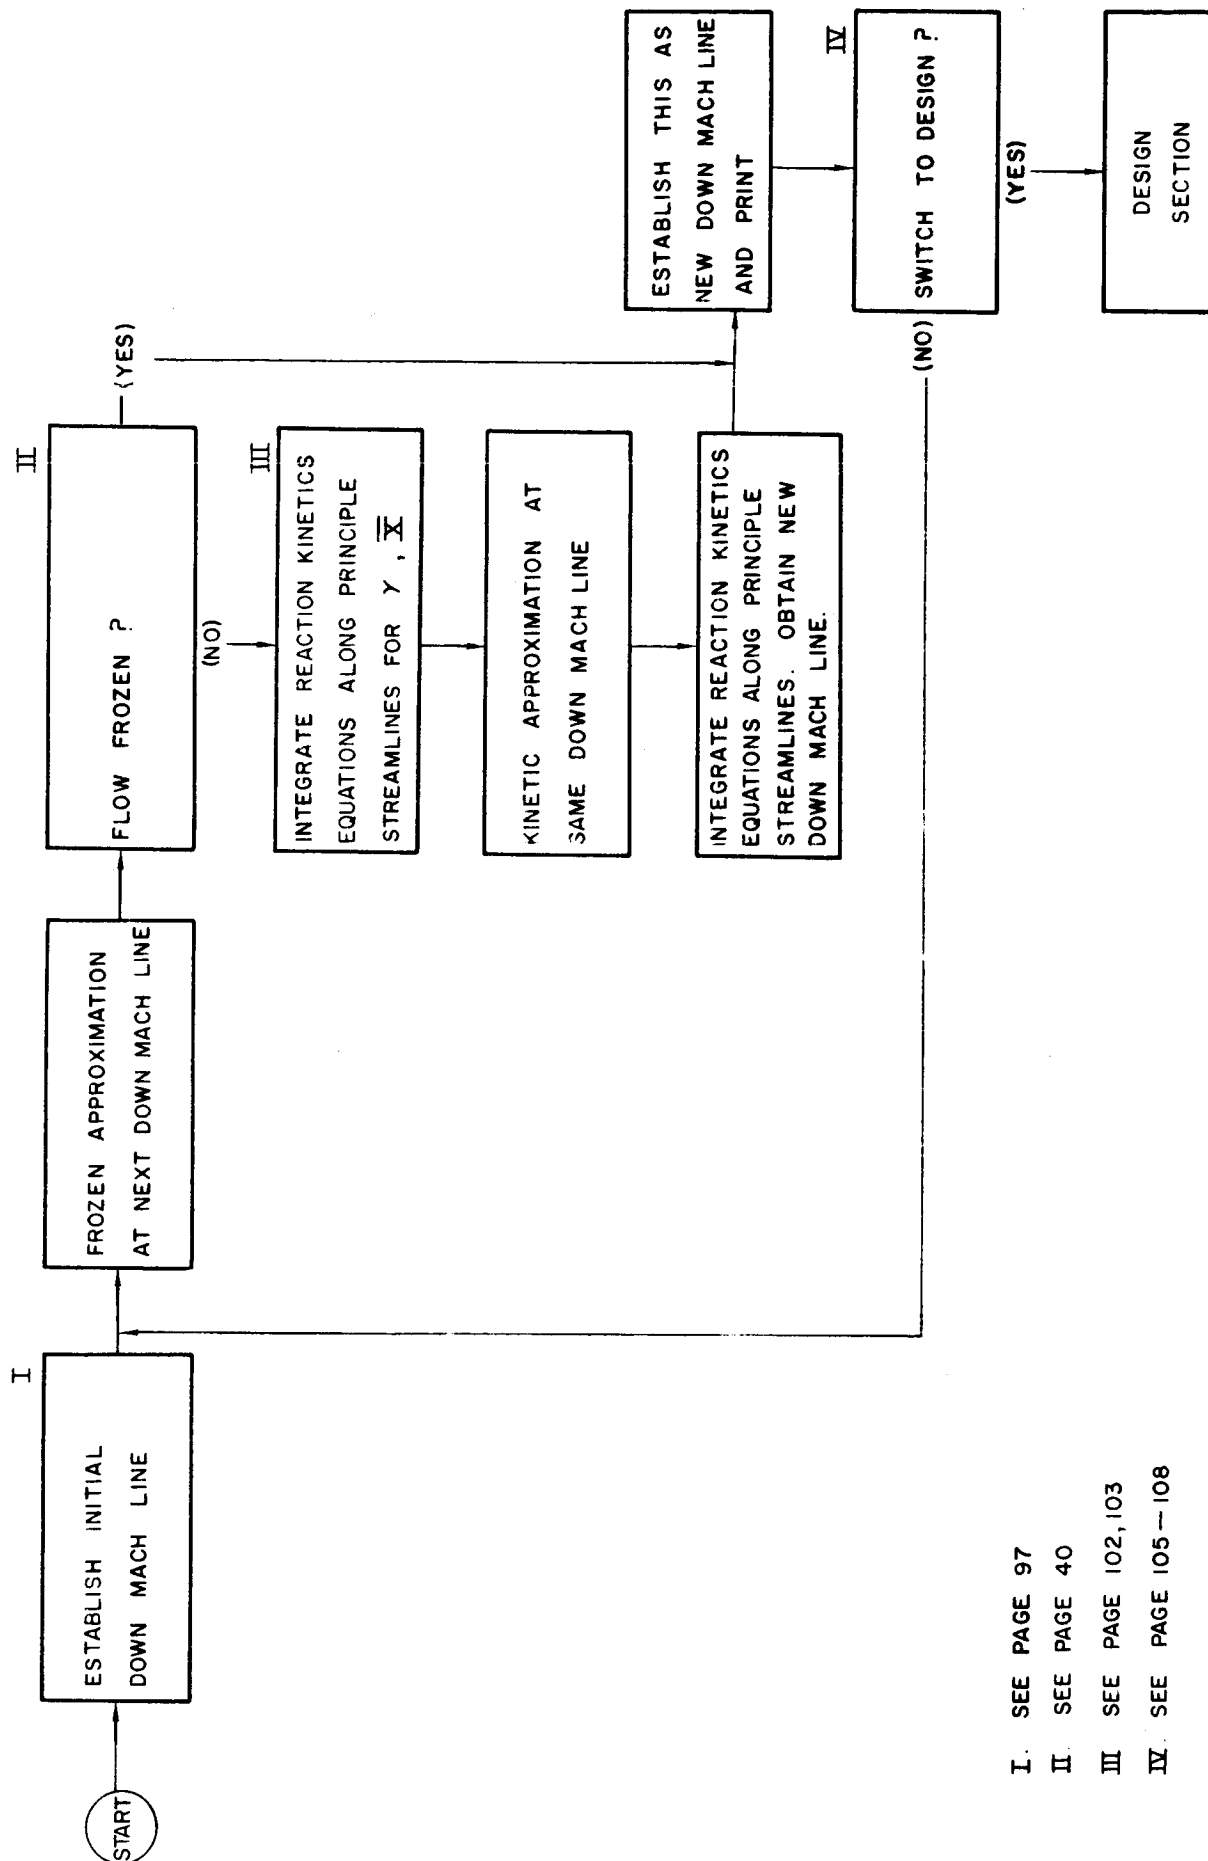 START
I
ESTABLISH INITIAL
DOWN MACH LINE
FROZEN APPROXIMATION
AT NEXT DOWN MACH LINE
II
FLOW FROZEN ?
(YES)
(NO)
III
INTEGRATE REACTION KINETICS
EQUATIONS ALONG PRINCIPLE
STREAMLINES FOR γ , X̅
KINETIC APPROXIMATION AT
SAME DOWN MACH LINE
INTEGRATE REACTION KINETICS
EQUATIONS ALONG PRINCIPLE
STREAMLINES. OBTAIN NEW
DOWN MACH LINE.
ESTABLISH THIS AS
NEW DOWN MACH LINE
AND PRINT
IV
(NO)
SWITCH TO DESIGN ?
(YES)
DESIGN
SECTION
I. SEE PAGE 97
II. SEE PAGE 40
III SEE PAGE 102,103
IV. SEE PAGE 105—108